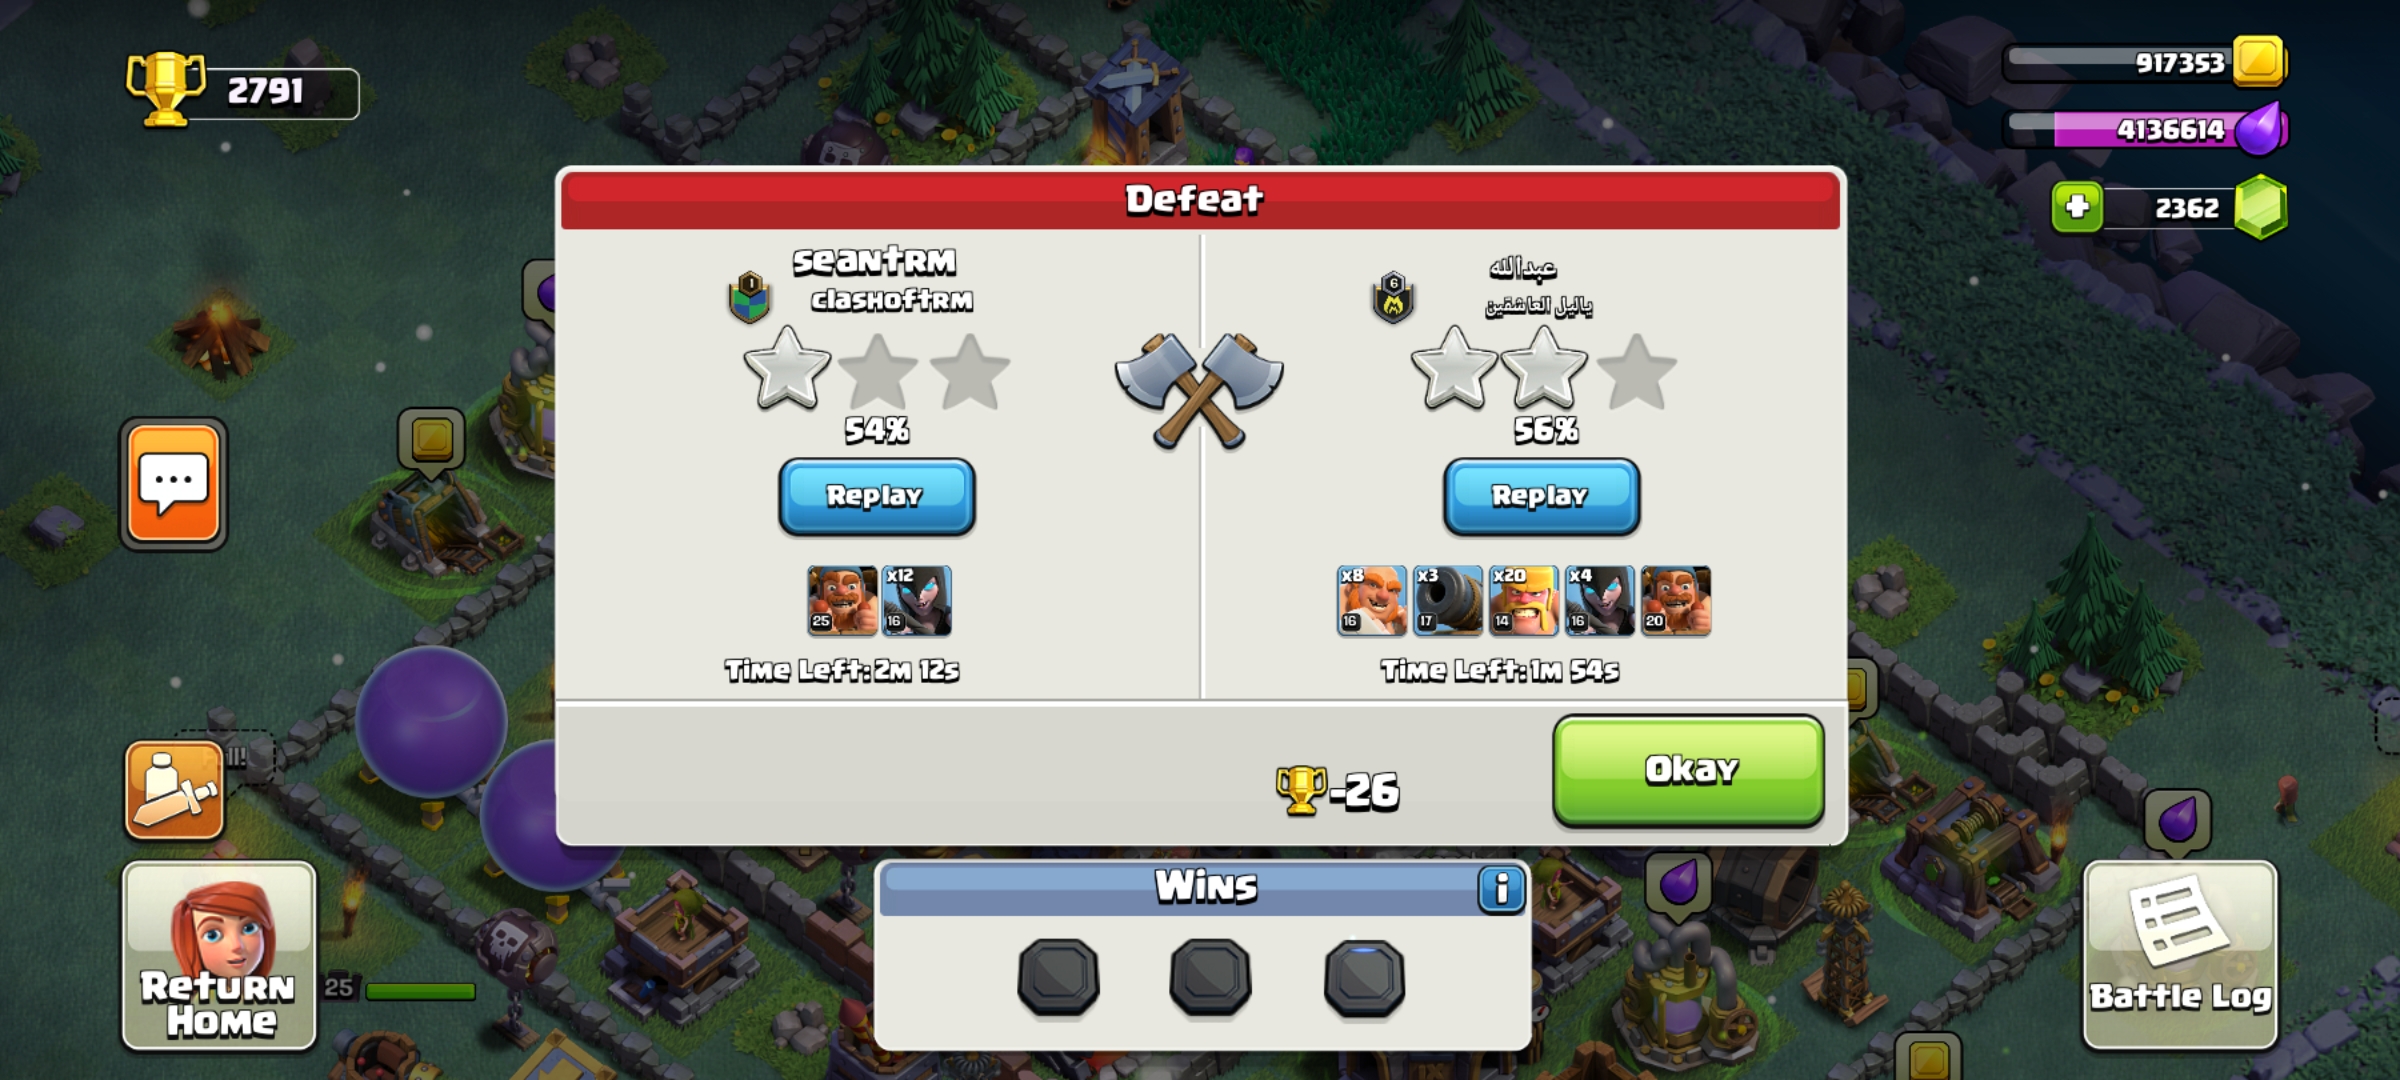 2791
917353
4136614
2362
Defeat
seantrm
clashoftrm
1
54%
Replay
25
x12
16
Time Left: 2m 12s
عبدالله
ياليل العاشقين
6
56%
Replay
x8
16
x3
17
x20
14
x4
16
20
Time Left: 1m 54s
-26
Okay
Wins
i
Return
Home
25
Battle Log